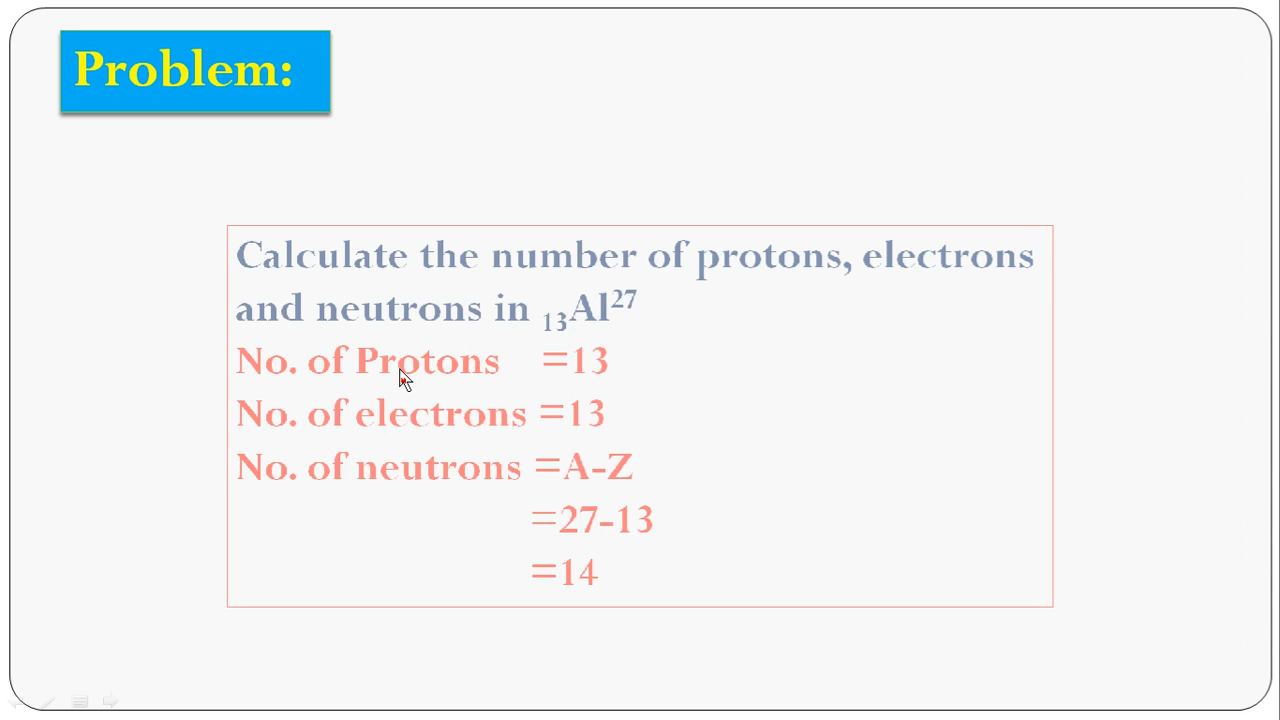 Problem:
Calculate the number of protons, electrons
and neutrons in ₁₃Al²⁷
No. of Protons =13
No. of electrons =13
No. of neutrons =A-Z
=27-13
=14